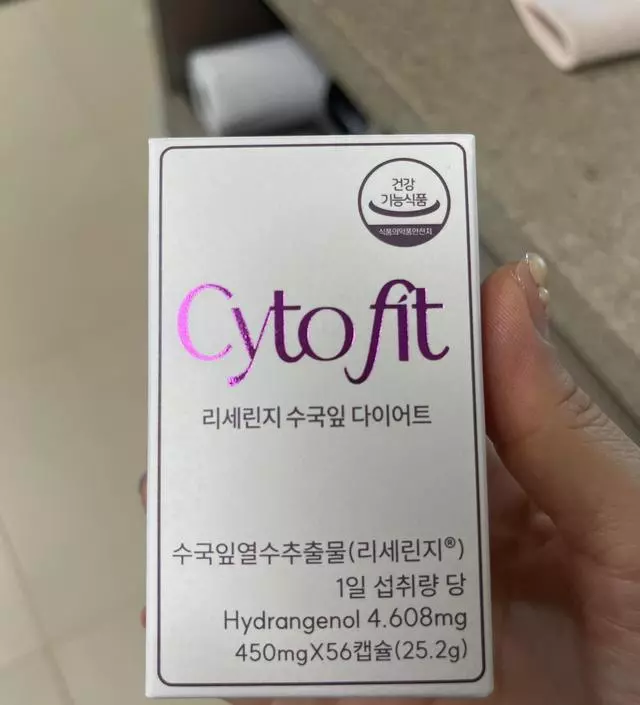 건강
기능식품
식품의약품안전처
Cyto fit
리세린지 수국잎 다이어트
수국잎열수추출물(리세린지®)
1일 섭취량 당
Hydrangenol 4.608mg
450mgX56캡슐(25.2g)